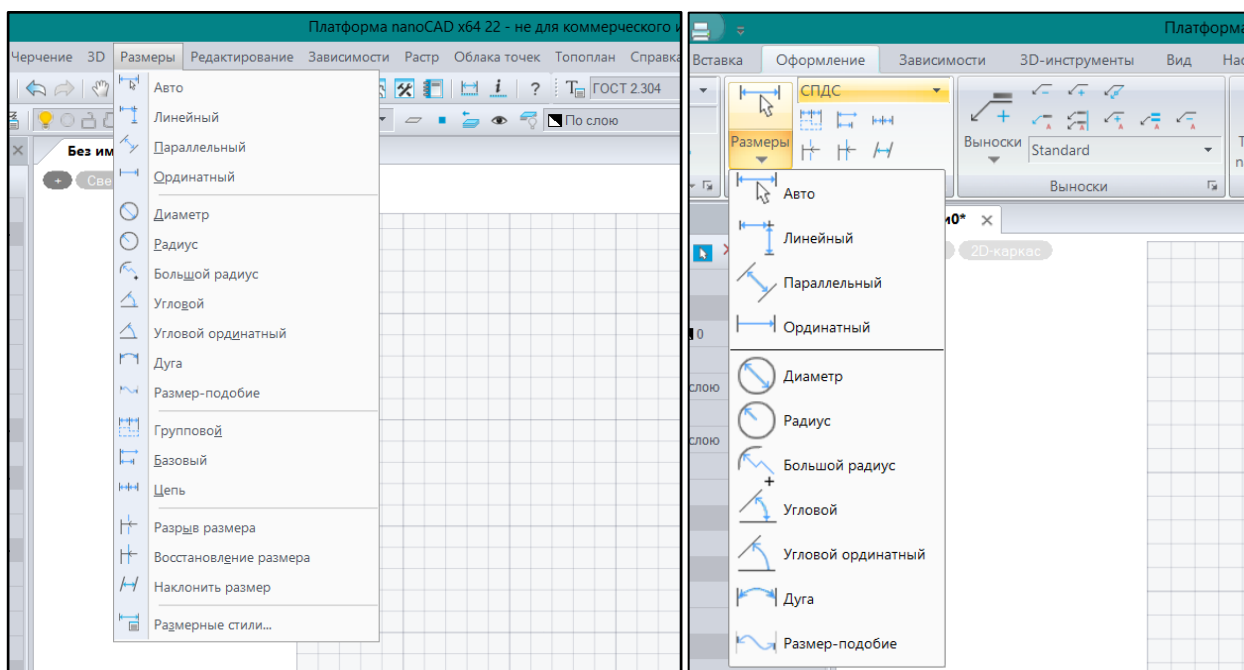 Платформа nanoCAD x64 22 - не для коммерческого и
Черчение 3D Размеры Редактирование Зависимости Растр Облака точек Топоплан Справка
ГОСТ 2.304
По слою
Без им
Све
Авто
Линейный
Параллельный
Ординатный
Диаметр
Радиус
Большой радиус
Угловой
Угловой ординатный
Дуга
Размер-подобие
Групповой
Базовый
Цепь
Разрыв размера
Восстановление размера
Наклонить размер
Размерные стили...
Платформа
Вставка Оформление Зависимости 3D-инструменты Вид Нас
СПДС
Размеры
Выноски
Standard
Выноски
2D-каркас
0
слою
слою
Авто
Линейный
Параллельный
Ординатный
Диаметр
Радиус
Большой радиус
Угловой
Угловой ординатный
Дуга
Размер-подобие